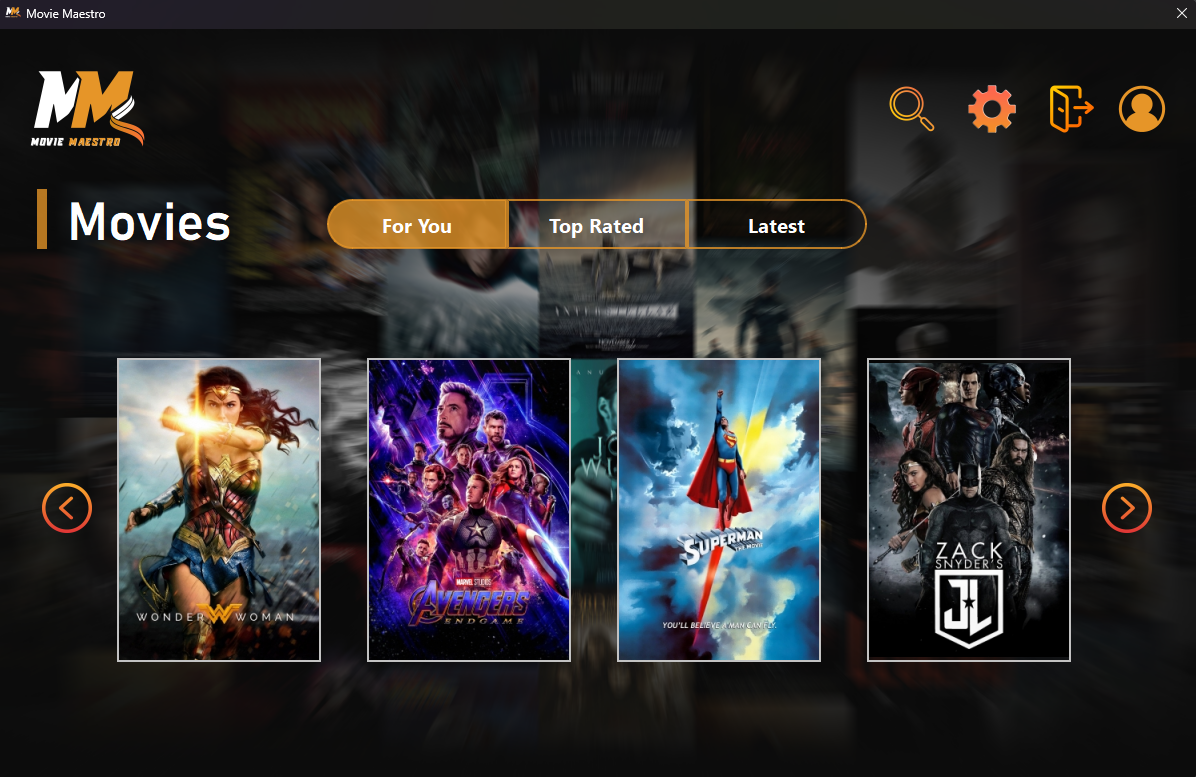 Movie Maestro
MM
MOVIE MAESTRO
Movies
For You
Top Rated
Latest
WONDER WOMAN
MARVEL STUDIOS
AVENGERS
ENDGAME
SUPERMAN
THE MOVIE
YOU'LL BELIEVE A MAN CAN FLY.
ZACK
SNYDER'S
JL